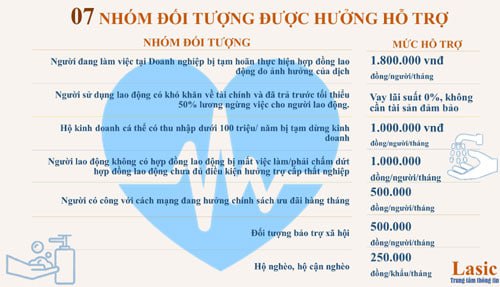 07 NHÓM ĐỐI TƯỢNG ĐƯỢC HƯỞNG HỖ TRỢ
NHÓM ĐỐI TƯỢNG
MỨC HỖ TRỢ
Người đang làm việc tại Doanh nghiệp bị tạm hoãn thực hiện hợp đồng lao
động do ảnh hưởng của dịch
1.800.000 vnđ
đồng/người/tháng
Người sử dụng lao động có khó khăn về tài chính và đã trả trước tối thiểu
50% lương ngừng việc cho người lao động.
Vay lãi suất 0%, không
cần tài sản đảm bảo
Hộ kinh doanh cá thể có thu nhập dưới 100 triệu/ năm bị tạm dừng kinh
doanh
1.000.000 vnđ
đồng/người/tháng
Người lao động không có hợp đồng lao động bị mất việc làm/phải chấm dứt
hợp đồng lao động chưa đủ điều kiện hưởng trợ cấp thất nghiệp
1.000.000
đồng/người/tháng
Người có công với cách mạng đang hưởng chính sách ưu đãi hàng tháng
500.000
đồng/người/tháng
Đối tượng bảo trợ xã hội
500.000
đồng/người/tháng
Hộ nghèo, hộ cận nghèo
250.000
đồng/khẩu/tháng
Lasic
Trung tâm thông tin